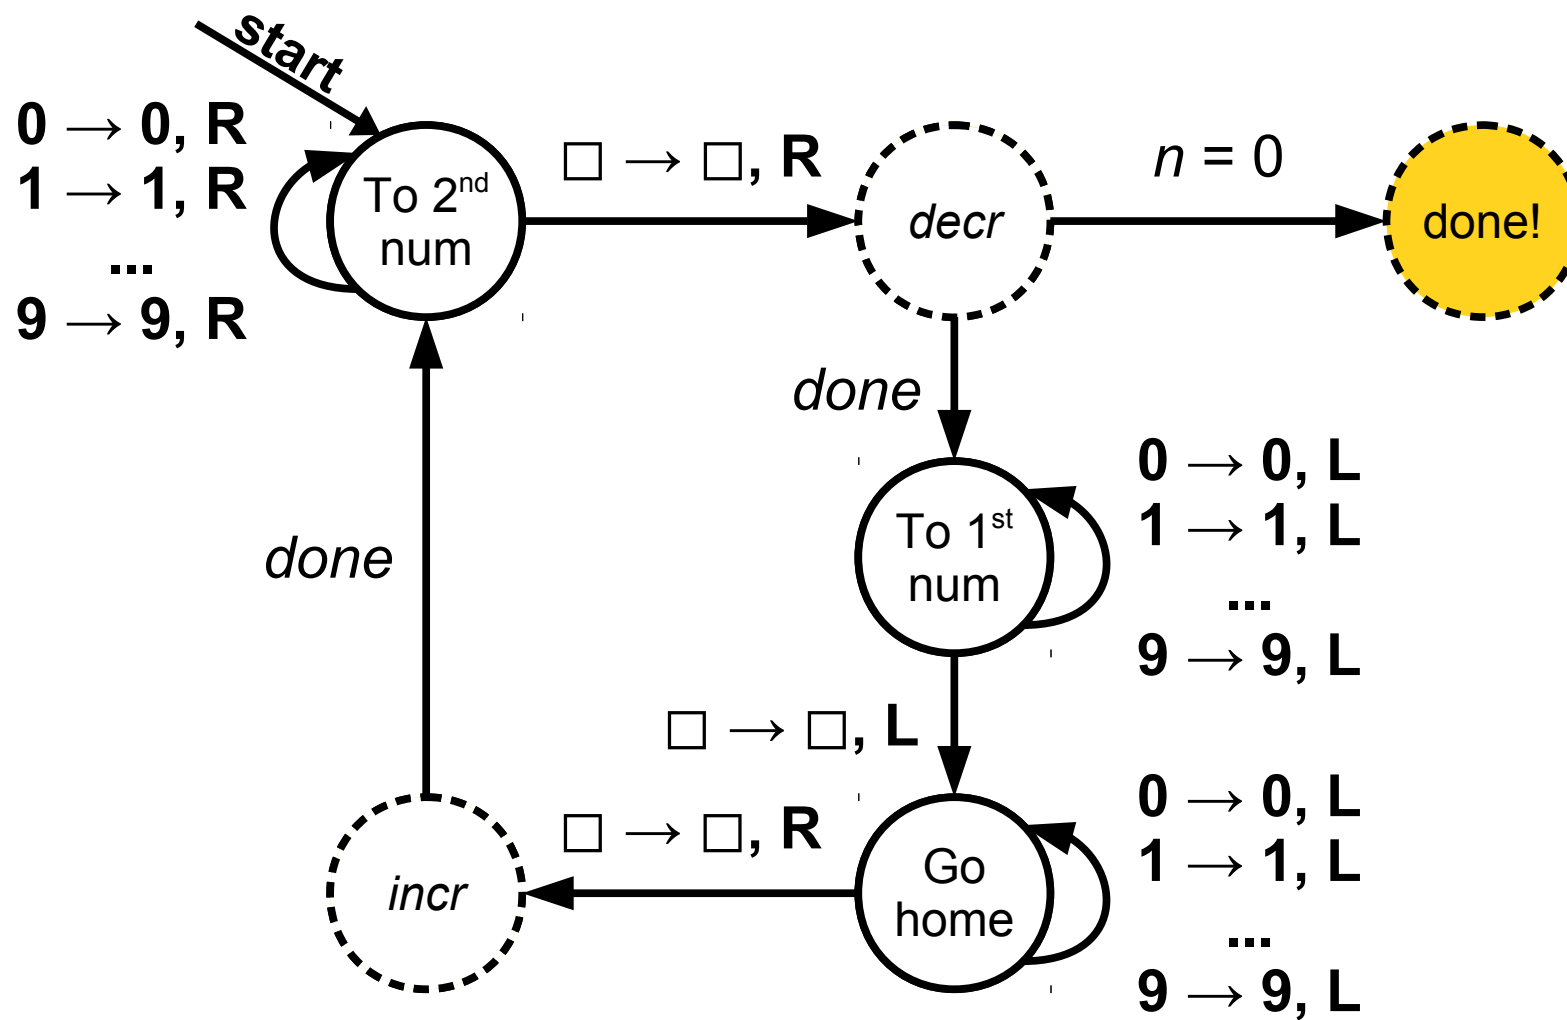 start
0 → 0, R
1 → 1, R
...
9 → 9, R
To 2nd
num
□ → □, R
decr
n = 0
done!
done
To 1st
num
0 → 0, L
1 → 1, L
...
9 → 9, L
done
□ → □, L
□ → □, R
incr
Go
home
0 → 0, L
1 → 1, L
...
9 → 9, L